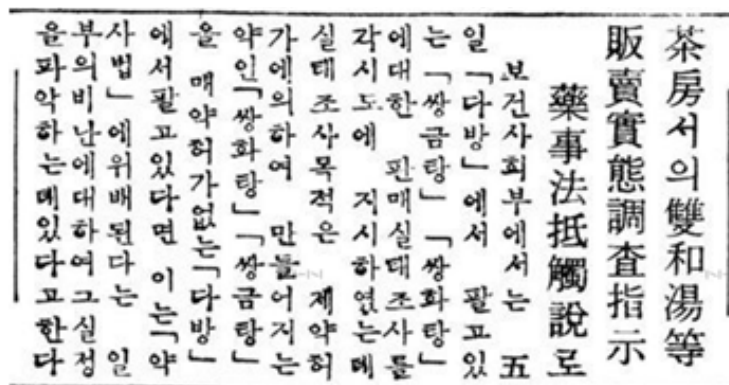 茶房서의雙和湯等
販賣實態調査指示
藥事法抵觸說로
보건사회부에서는 五
일「다방」에서 팔고있
는「쌍금탕」「쌍화탕」
에대한 판매실태조사를
각시도에 지시하였는데
실태조사목적은 제약허
가에의하여 만들어지는
약인「쌍화탕」「쌍금탕」
을 매약허가없는「다방」
에서팔고있다면 이는「약
사법」에위배된다는 일
부의비난에대하여그실정
을파악하는데있다고한다